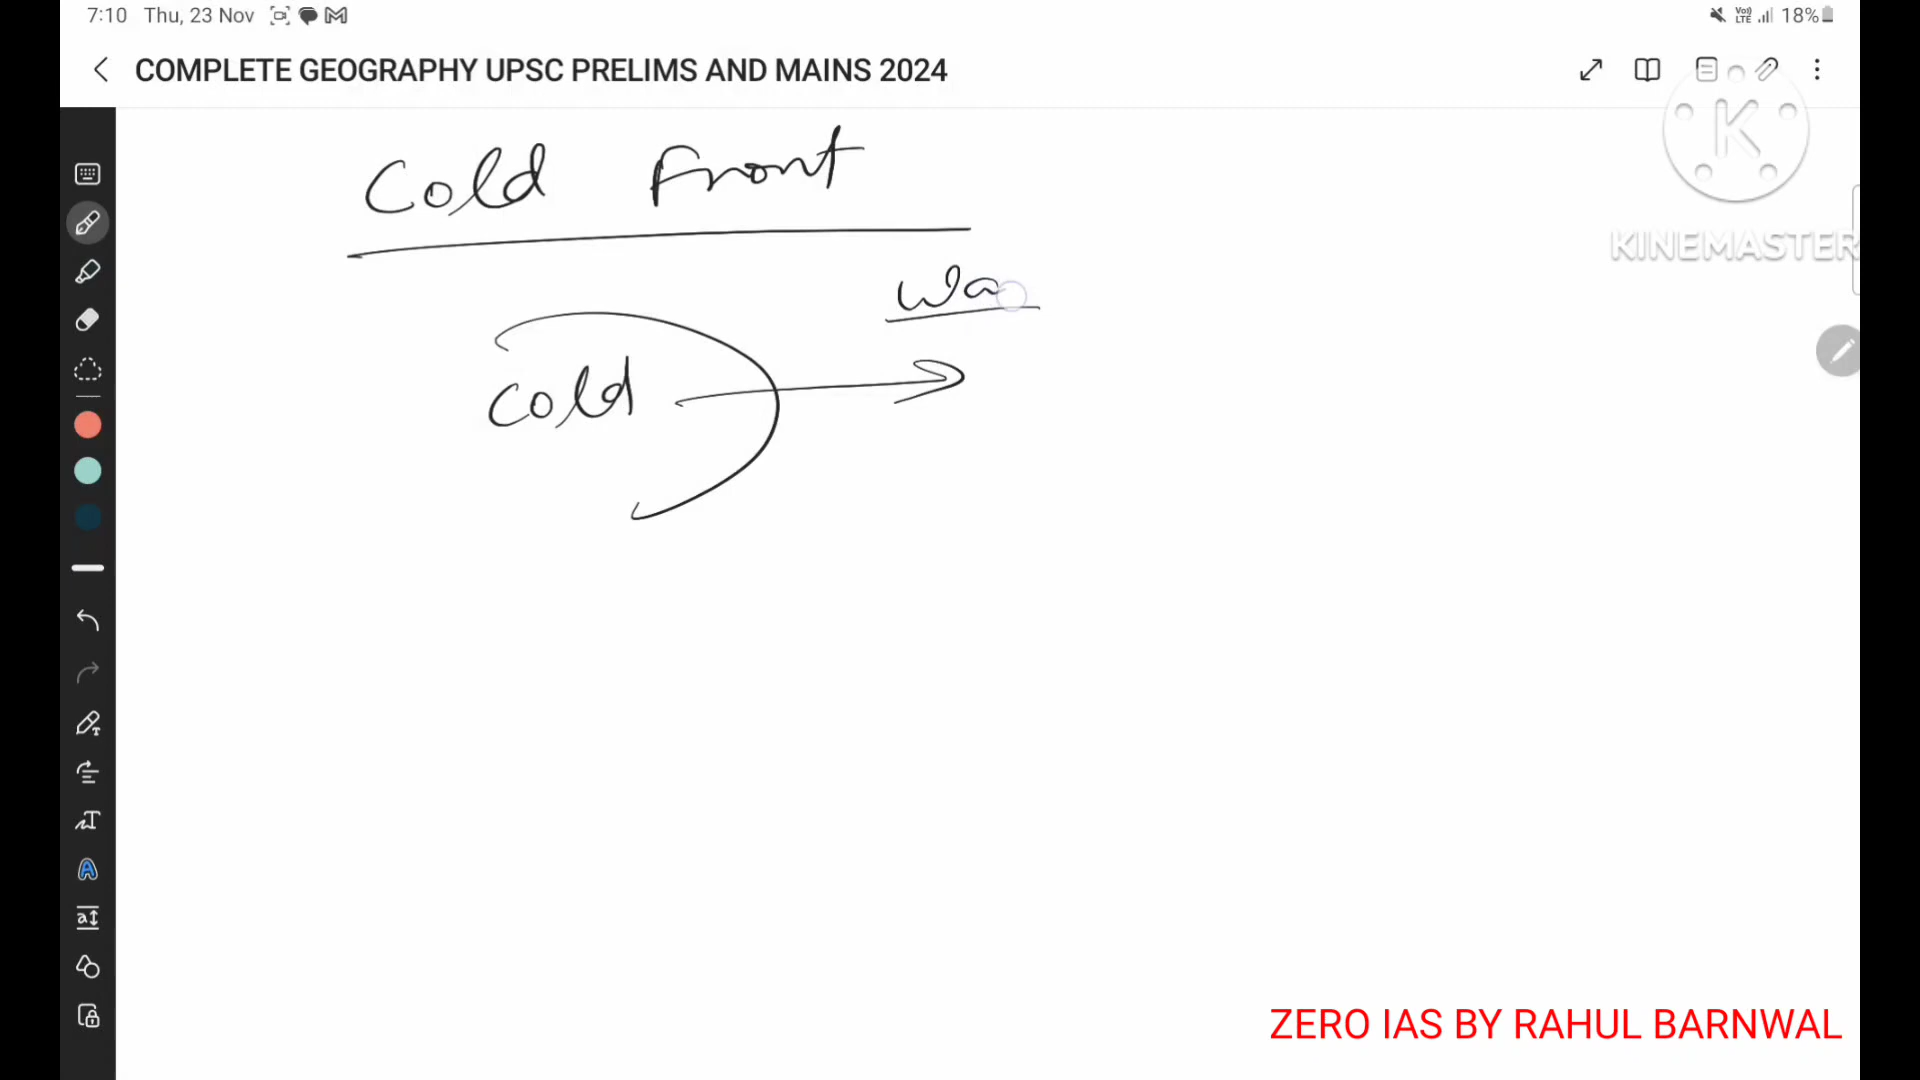 7:10 Thu, 23 Nov 18%
COMPLETE GEOGRAPHY UPSC PRELIMS AND MAINS 2024
KINEMASTER
Cold Front
Wa
Cold
ZERO IAS BY RAHUL BARNWAL